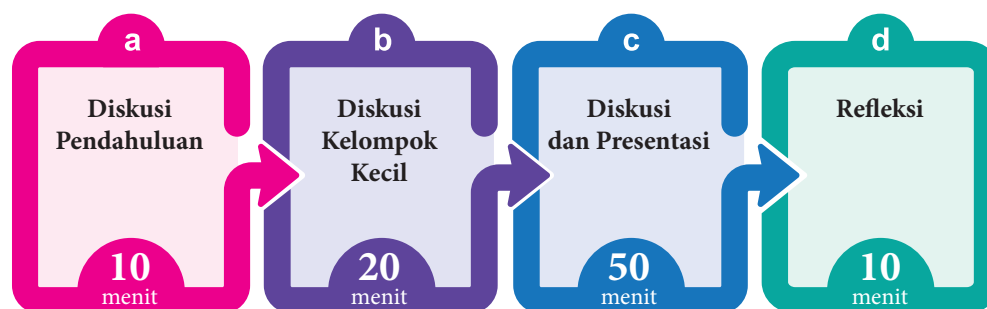 a
Diskusi
Pendahuluan
10
menit
b
Diskusi
Kelompok
Kecil
20
menit
c
Diskusi
dan Presentasi
50
menit
d
Refleksi
10
menit